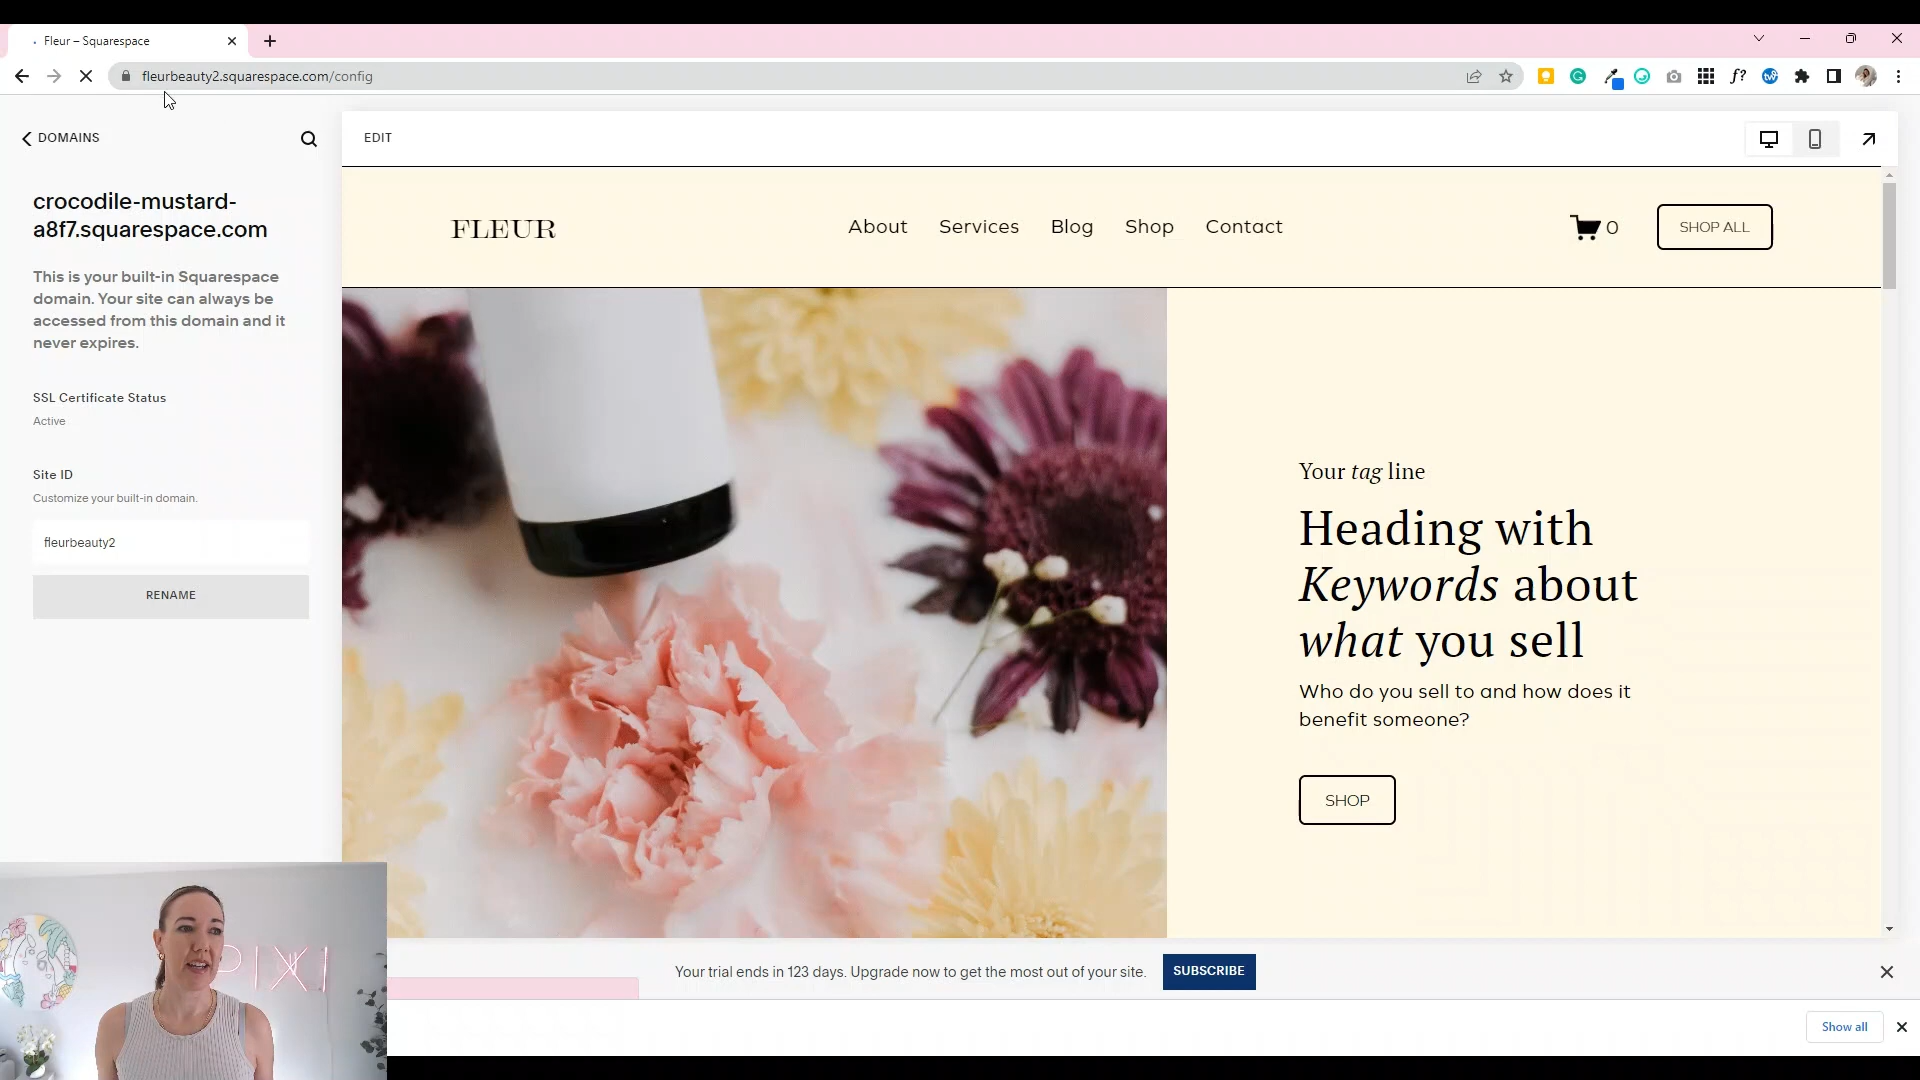 Fleur – Squarespace
fleurbeauty2.squarespace.com/config
f?
DOMAINS
crocodile-mustard-
a8f7.squarespace.com
This is your built-in Squarespace
domain. Your site can always be
accessed from this domain and it
never expires.
SSL Certificate Status
Active
Site ID
Customize your built-in domain.
fleurbeauty2
RENAME
EDIT
FLEUR
About
Services
Blog
Shop
Contact
0
SHOP ALL
Your tag line
Heading with
Keywords about
what you sell
Who do you sell to and how does it
benefit someone?
SHOP
PIXI
Your trial ends in 123 days. Upgrade now to get the most out of your site.
SUBSCRIBE
Show all